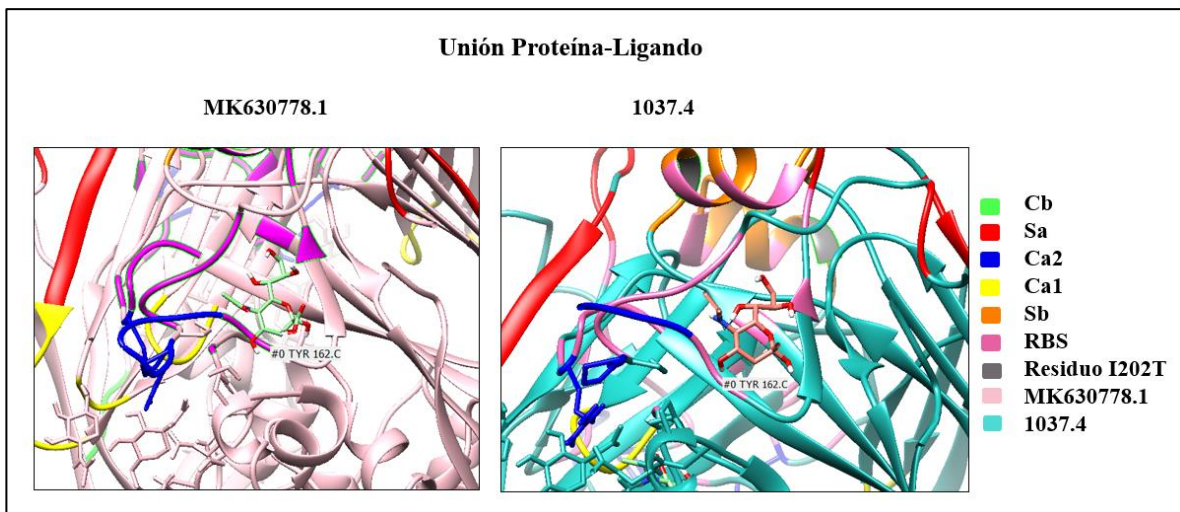 Unión Proteína-Ligando
MK630778.1
1037.4
#0 TYR 162.C
#0 TYR 162.C
Cb
Sa
Ca2
Ca1
Sb
RBS
Residuo I202T
MK630778.1
1037.4